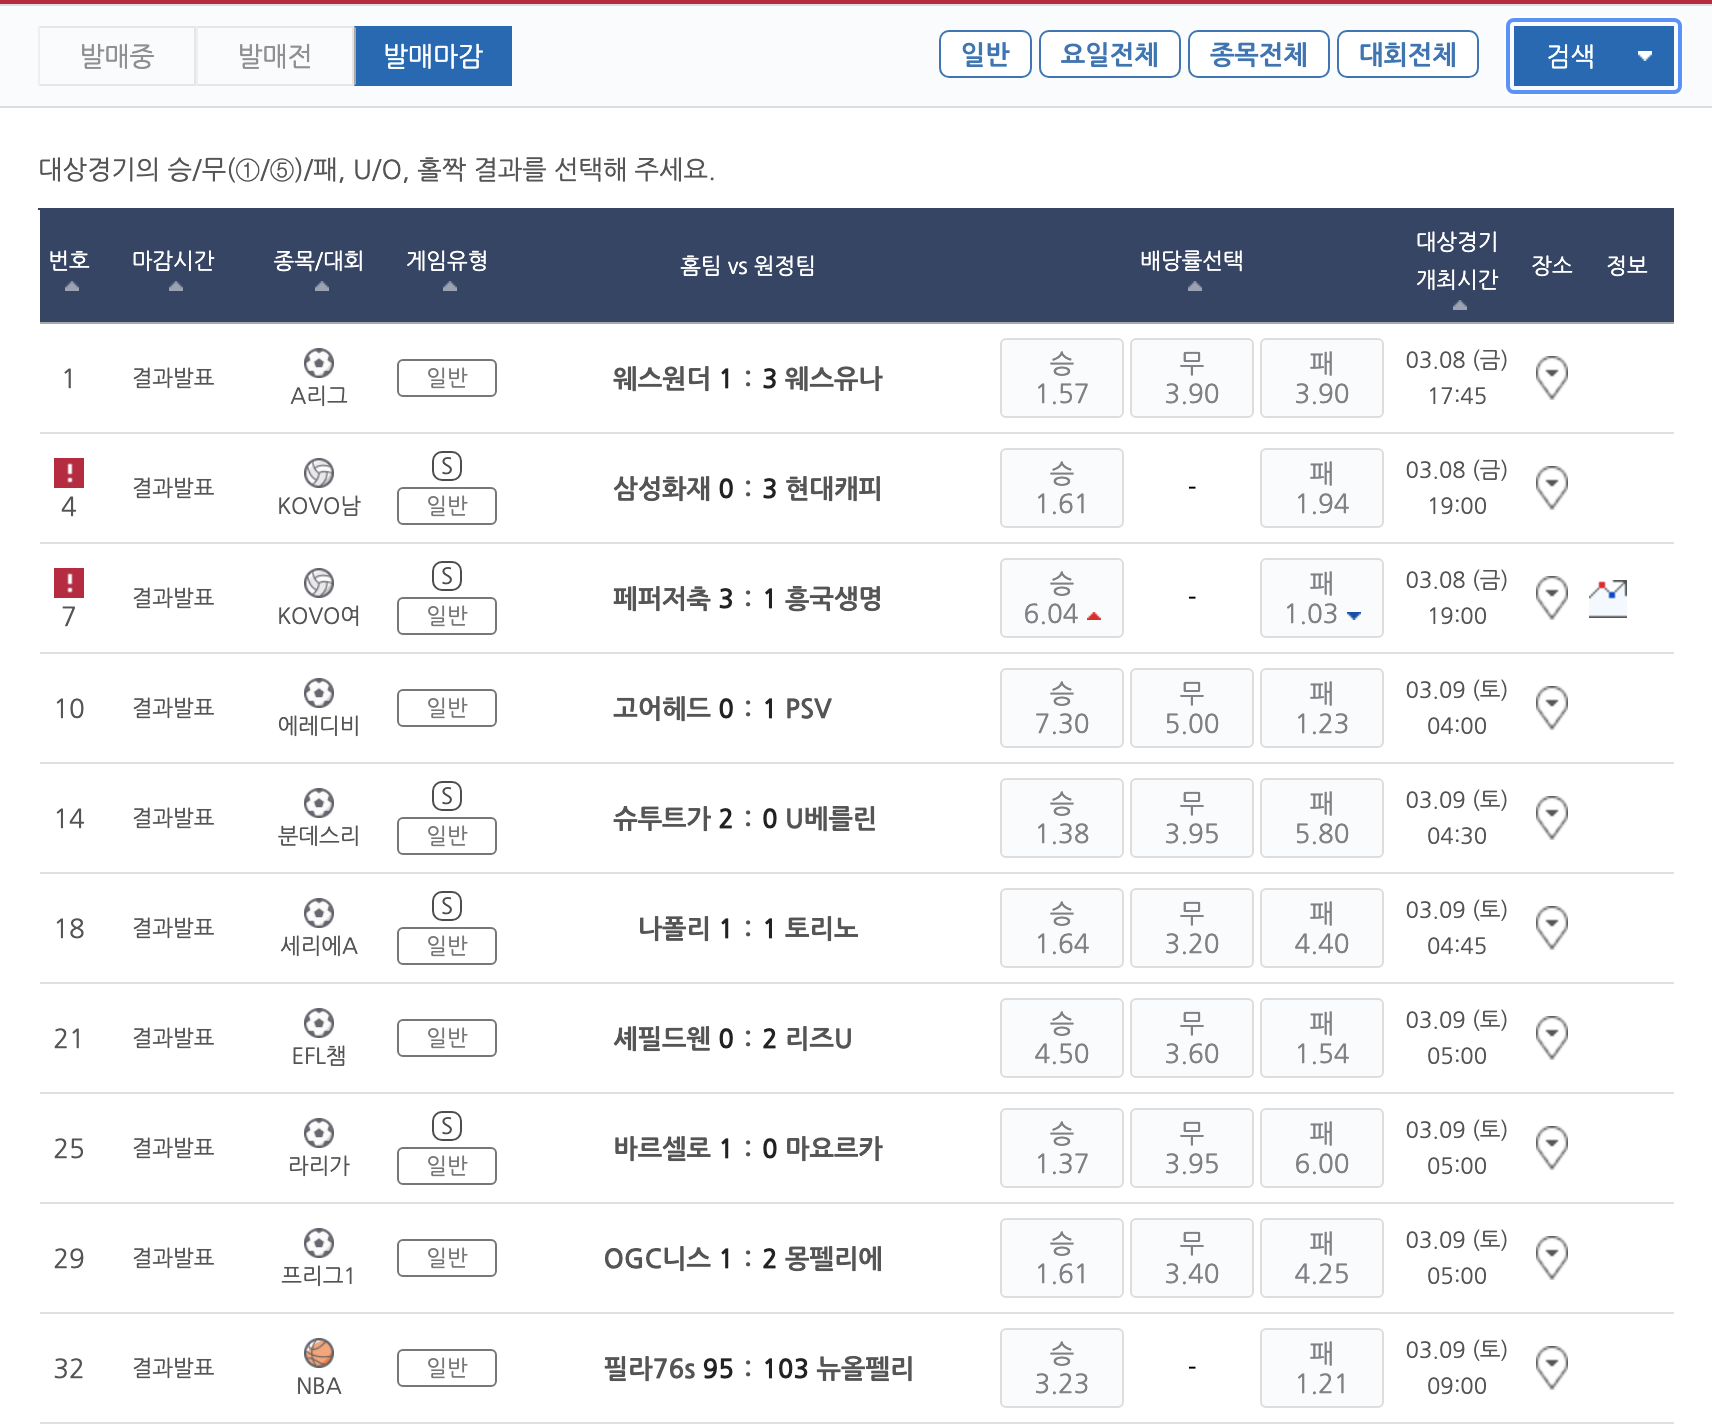 발매중 발매전 발매마감 일반 요일전체 종목전체 대회전체 검색
대상경기의 승/무(①/⑤)/패, U/O, 홀짝 결과를 선택해 주세요.
번호 마감시간 종목/대회 게임유형 홈팀 vs 원정팀 배당률선택 대상경기 개최시간 장소 정보
1 결과발표 A리그 일반 웨스원더 1 : 3 웨스유나 승 1.57 무 3.90 패 3.90 03.08 (금) 17:45
! 4 결과발표 KOVO남 S 일반 삼성화재 0 : 3 현대캐피 승 1.61 - 패 1.94 03.08 (금) 19:00
! 7 결과발표 KOVO여 S 일반 페퍼저축 3 : 1 흥국생명 승 6.04 - 패 1.03 03.08 (금) 19:00
10 결과발표 에레디비 일반 고어헤드 0 : 1 PSV 승 7.30 무 5.00 패 1.23 03.09 (토) 04:00
14 결과발표 분데스리 S 일반 슈투트가 2 : 0 U베를린 승 1.38 무 3.95 패 5.80 03.09 (토) 04:30
18 결과발표 세리에A S 일반 나폴리 1 : 1 토리노 승 1.64 무 3.20 패 4.40 03.09 (토) 04:45
21 결과발표 EFL챔 일반 셰필드웬 0 : 2 리즈U 승 4.50 무 3.60 패 1.54 03.09 (토) 05:00
25 결과발표 라리가 S 일반 바르셀로 1 : 0 마요르카 승 1.37 무 3.95 패 6.00 03.09 (토) 05:00
29 결과발표 프리그1 일반 OGC니스 1 : 2 몽펠리에 승 1.61 무 3.40 패 4.25 03.09 (토) 05:00
32 결과발표 NBA 일반 필라76s 95 : 103 뉴올펠리 승 3.23 - 패 1.21 03.09 (토) 09:00